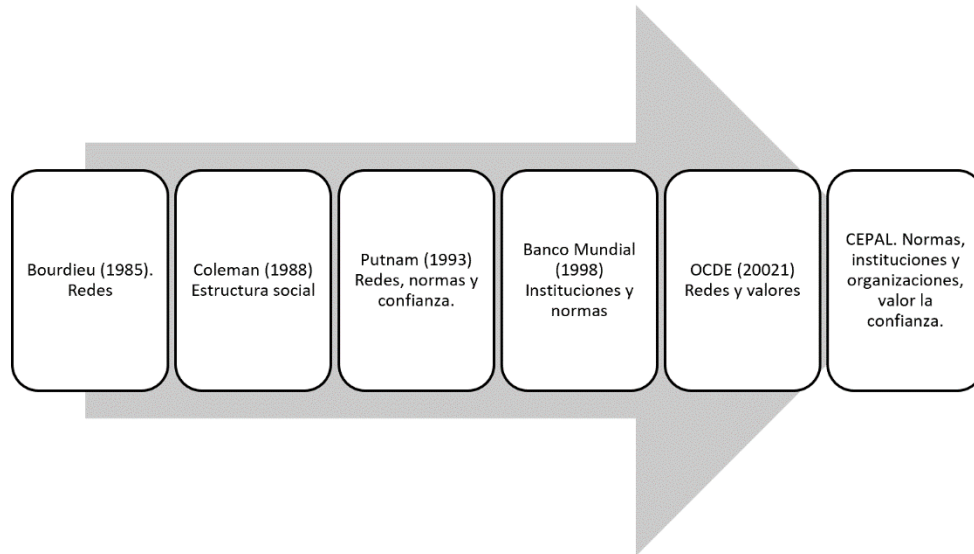 Bourdieu (1985).
Redes
Coleman (1988)
Estructura social
Putnam (1993)
Redes, normas y
confianza.
Banco Mundial
(1998)
Instituciones y
normas
OCDE (20021)
Redes y valores
CEPAL. Normas,
instituciones y
organizaciones,
valor la
confianza.